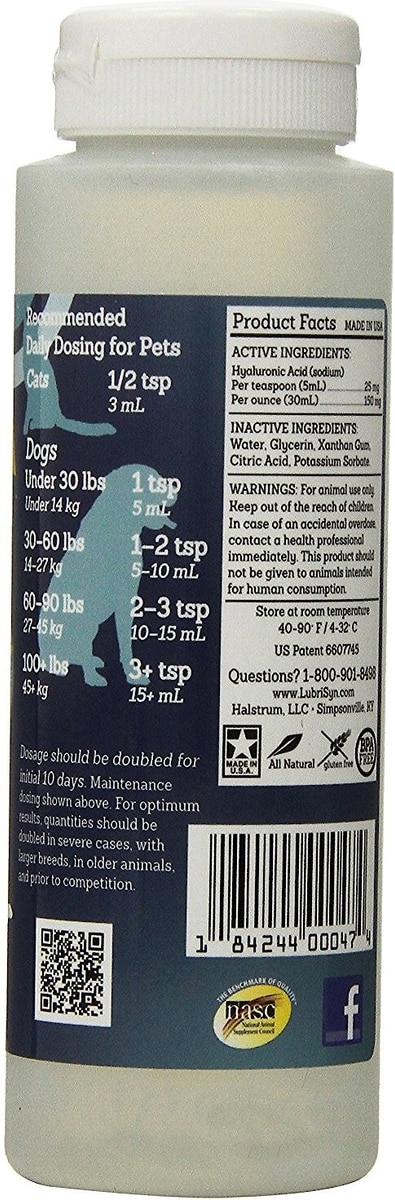 Recommended
Daily Dosing for Pets
Cats 1/2 tsp
3 mL
Dogs
Under 30 lbs 1 tsp
Under 14 kg 5 mL
30-60 lbs 1-2 tsp
14-27 kg 5-10 mL
60-90 lbs 2-3 tsp
27-45 kg 10-15 mL
100+ lbs 3+ tsp
45+ kg 15+ mL
Dosage should be doubled for
initial 10 days. Maintenance
dosing shown above. For optimum
results, quantities should be
doubled in severe cases, with
larger breeds, in older animals,
and prior to competition.
Product Facts MADE IN USA
ACTIVE INGREDIENTS:
Hyaluronic Acid (sodium)
Per teaspoon (5mL) 25 mg
Per ounce (30mL) 150 mg
INACTIVE INGREDIENTS:
Water, Glycerin, Xanthan Gum,
Citric Acid, Potassium Sorbate.
WARNINGS: For animal use only.
Keep out of the reach of children.
In case of an accidental overdose,
contact a health professional
immediately. This product should
not be given to animals intended
for human consumption.
Store at room temperature
40-90° F / 4-32° C
US Patent 6607745
Questions? 1-800-901-8498
www.LubriSyn.com
Halstrum, LLC • Simpsonville, KY
MADE IN
U.S.A.
All Natural
gluten free
BPA
FREE
1 84244 00047 4
THE BENCHMARK OF QUALITY
nasc
National Animal
Supplement Council
f